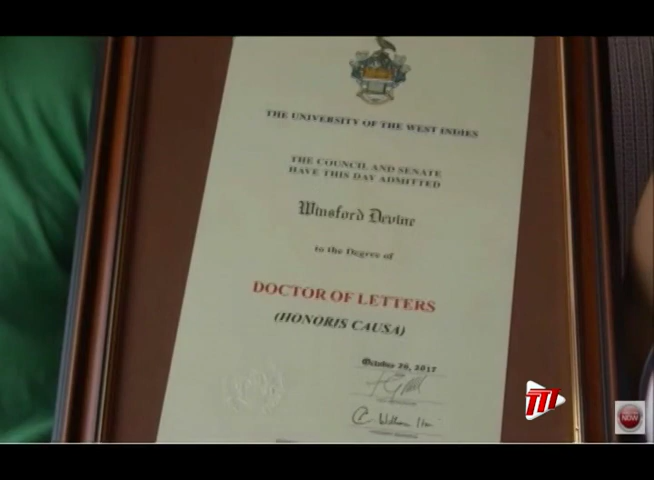 THE UNIVERSITY OF THE WEST INDIES
THE COUNCIL AND SENATE
HAVE THIS DAY ADMITTED
Winsford Devine
to the Degree of
DOCTOR OF LETTERS
(HONORIS CAUSA)
October 26, 2017
NOW